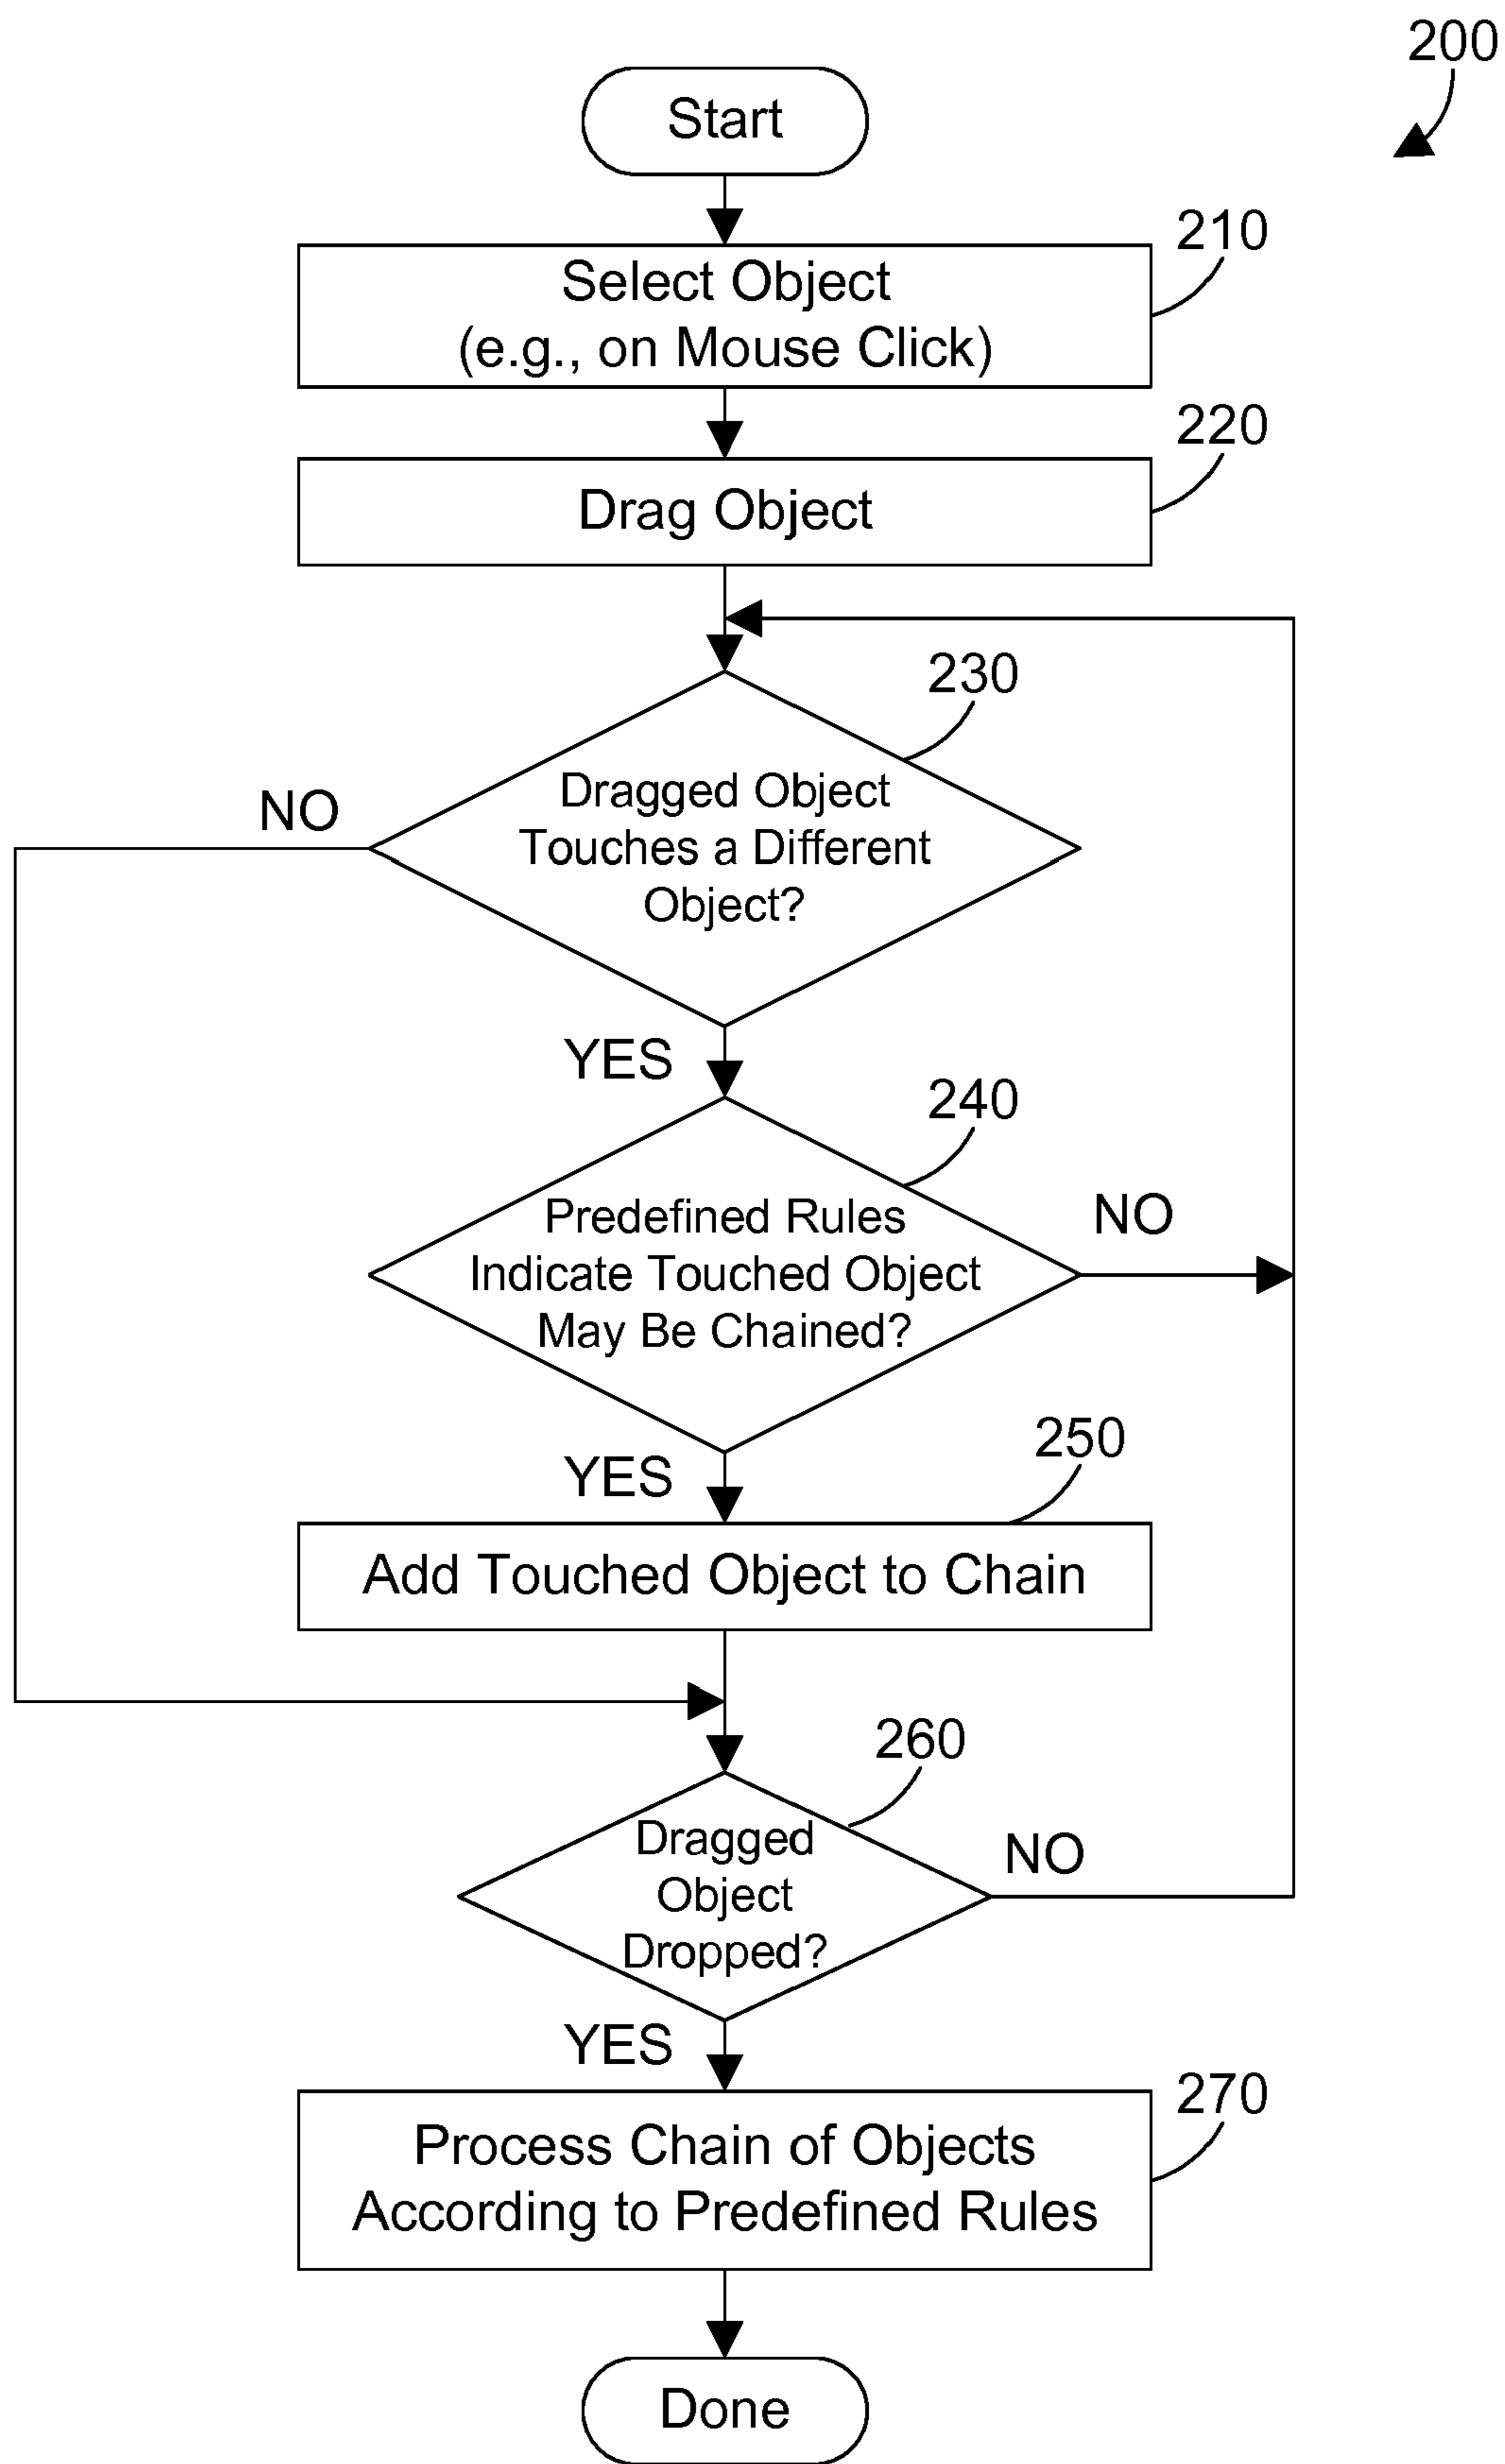 200
Start
210
Select Object
(e.g., on Mouse Click)
220
Drag Object
230
NO
Dragged Object
Touches a Different
Object?
YES
240
NO
Predefined Rules
Indicate Touched Object
May Be Chained?
YES
250
Add Touched Object to Chain
260
NO
Dragged
Object
Dropped?
YES
270
Process Chain of Objects
According to Predefined Rules
Done